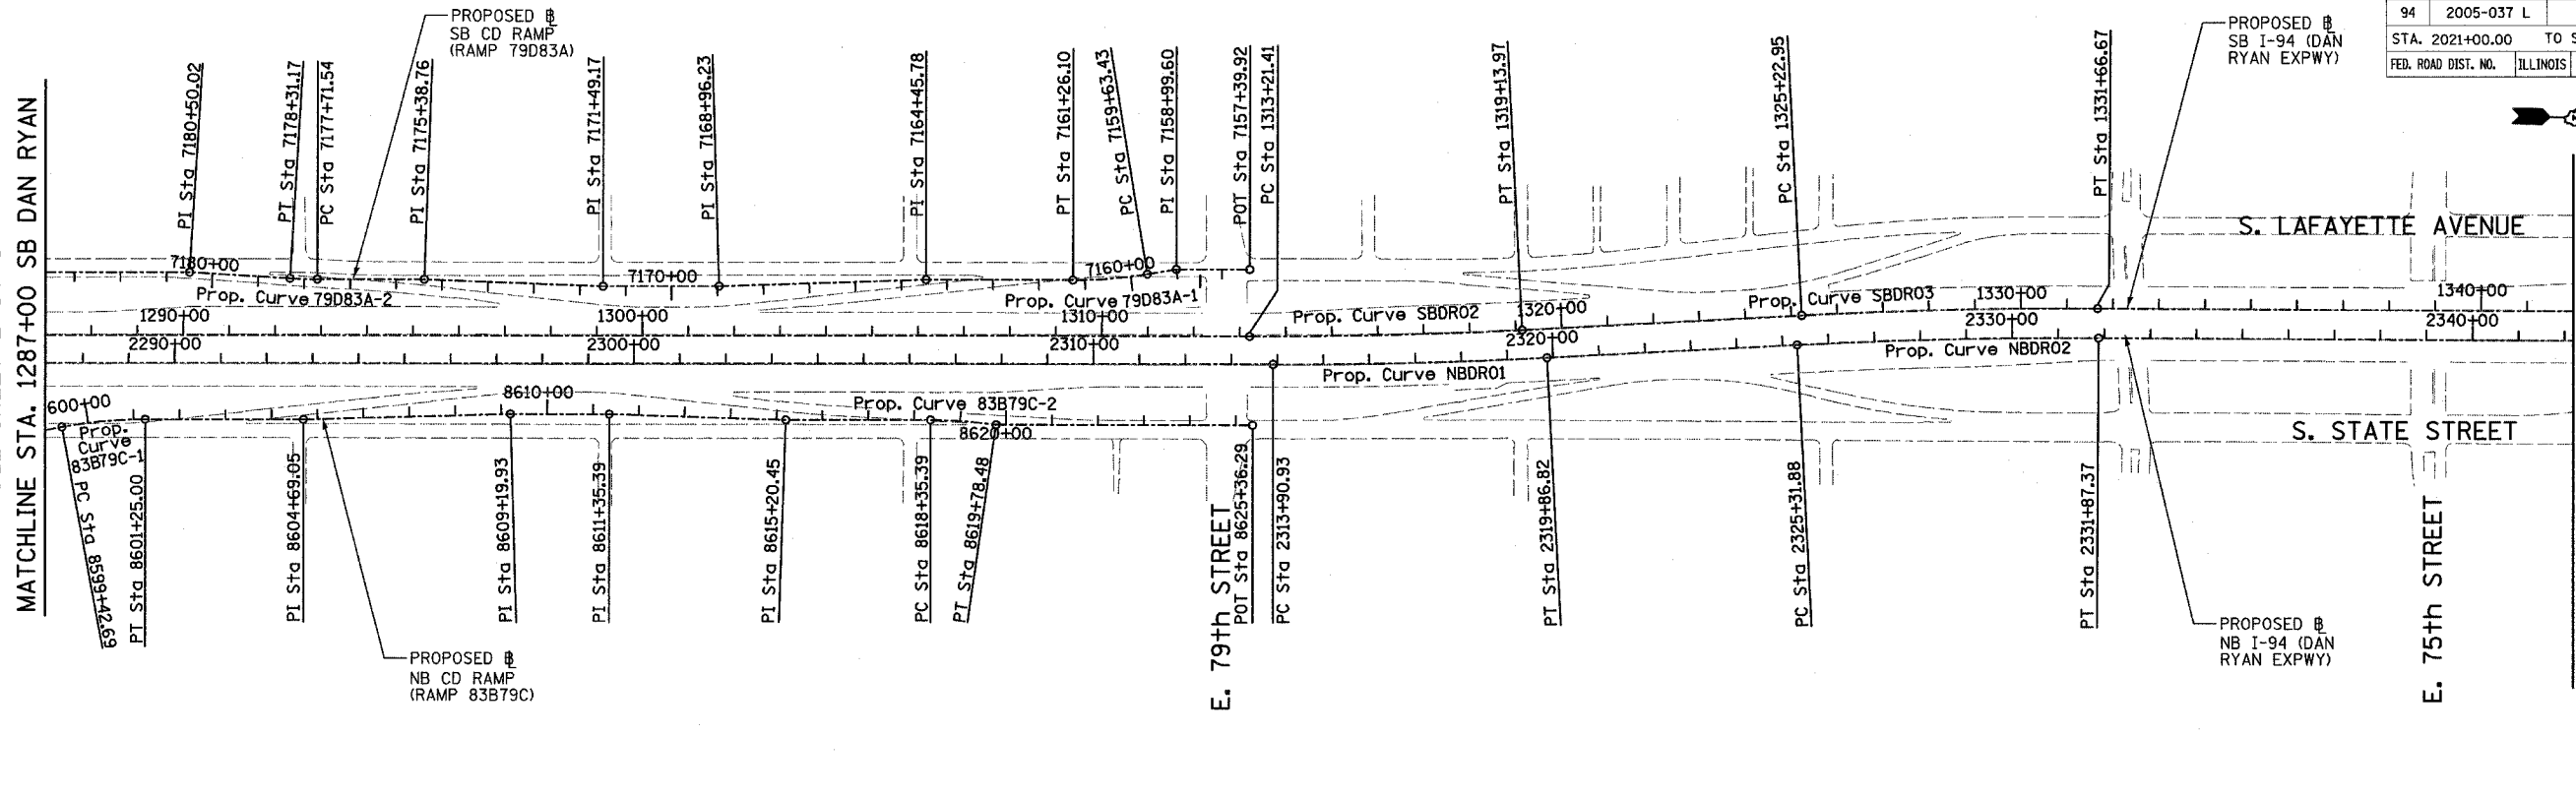 PROPOSED ℄
SB CD RAMP
(RAMP 79D83A)
PROPOSED ℄
SB I-94 (DAN
RYAN EXPWY)
94 2005-037 L
STA. 2021+00.00 TO S
FED. ROAD DIST. NO. ILLINOIS
MATCHLINE STA. 1287+00 SB DAN RYAN
PI Sta 7180+50.02
PT Sta 7178+31.17
PC Sta 7177+71.54
PI Sta 7175+38.76
PI Sta 7171+49.17
PI Sta 7168+96.23
PI Sta 7164+45.78
PT Sta 7161+26.10
PC Sta 7159+63.43
PI Sta 7158+99.60
POT Sta 7157+39.92
PC Sta 1313+21.41
PT Sta 1319+13.97
PC Sta 1325+22.95
PT Sta 1331+66.67
S. LAFAYETTE AVENUE
7180+00
7170+00
7160+00
Prop. Curve 79D83A-2
Prop. Curve 79D83A-1
1290+00
1300+00
1310+00
Prop. Curve SBDR02
1320+00
Prop. Curve SBDR03
1330+00
1340+00
2290+00
2300+00
2310+00
2320+00
2330+00
2340+00
Prop. Curve NBDR01
Prop. Curve NBDR02
600+00
8610+00
Prop. Curve 83B79C-2
8620+00
Prop.
Curve
83B79C-1
S. STATE STREET
PC Sta 8599+42.69
PT Sta 8601+25.00
PI Sta 8604+69.05
PI Sta 8609+19.93
PI Sta 8611+35.39
PI Sta 8615+20.45
PC Sta 8618+35.39
PT Sta 8619+78.48
E. 79th STREET
POT Sta 8625+36.29
PC Sta 2313+90.93
PT Sta 2319+86.82
PC Sta 2325+31.88
PT Sta 2331+87.37
E. 75th STREET
PROPOSED ℄
NB CD RAMP
(RAMP 83B79C)
PROPOSED ℄
NB I-94 (DAN
RYAN EXPWY)